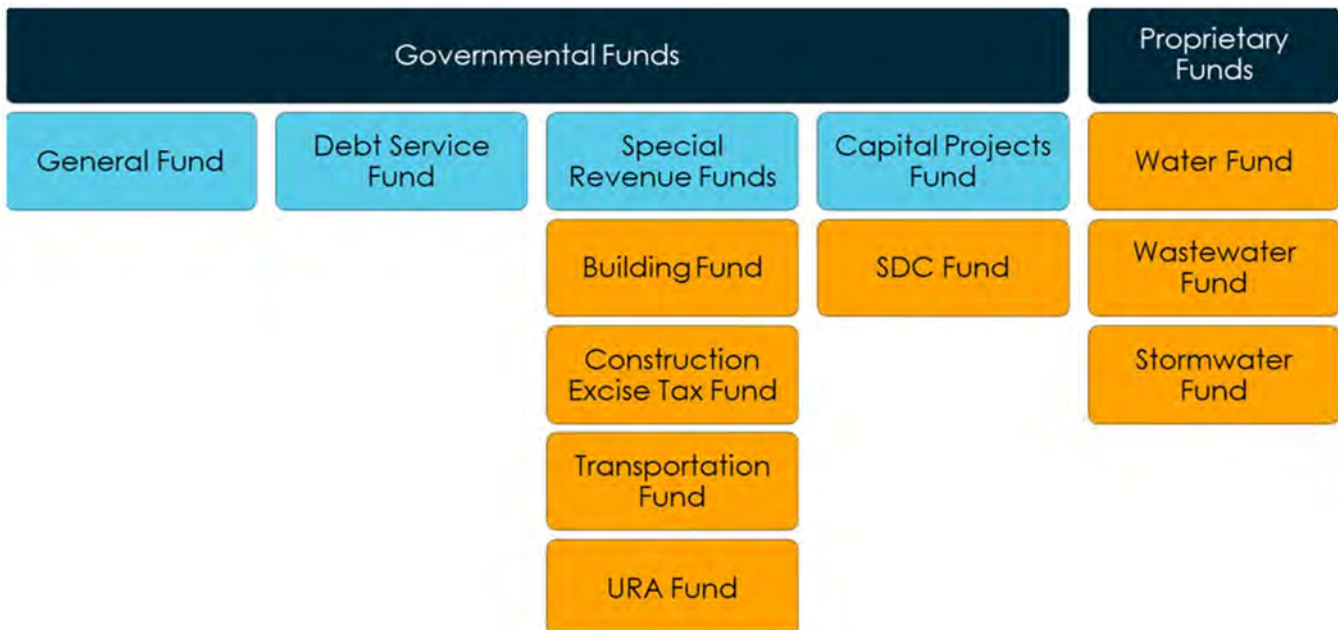 Governmental Funds
Proprietary
Funds
General Fund
Debt Service
Fund
Special
Revenue Funds
Capital Projects
Fund
Water Fund
Building Fund
SDC Fund
Wastewater
Fund
Construction
Excise Tax Fund
Stormwater
Fund
Transportation
Fund
URA Fund